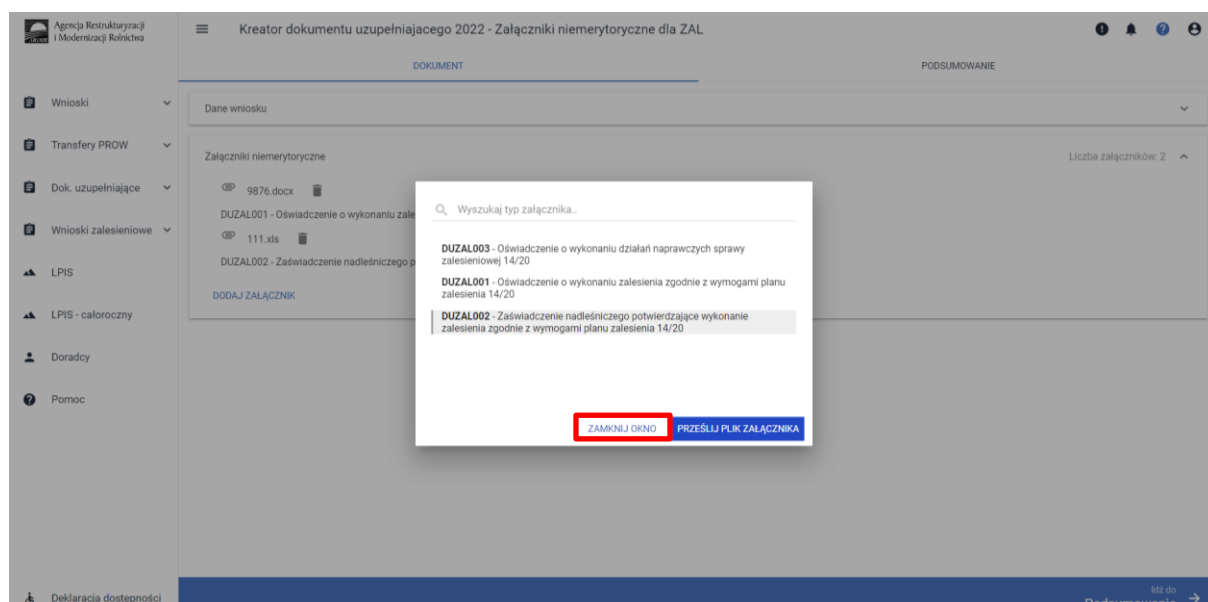 Agencja Restrukturyzacji
i Modernizacji Rolnictwa
Kreator dokumentu uzupełniajacego 2022 - Załączniki niemerytoryczne dla ZAL
DOKUMENT
PODSUMOWANIE
Wnioski
Transfery PROW
Dok. uzupełniające
Wnioski zalesieniowe
LPIS
LPIS - całoroczny
Doradcy
Pomoc
Deklaracja dostępności
Dane wniosku
Załączniki niemerytoryczne
Liczba załączników: 2
9876.docx
DUZAL001 - Oświadczenie o wykonaniu zale
111.xls
DUZAL002 - Zaświadczenie nadleśniczego p
DODAJ ZAŁĄCZNIK
Wyszukaj typ załącznika..
DUZAL003 - Oświadczenie o wykonaniu działań naprawczych sprawy
zalesieniowej 14/20
DUZAL001 - Oświadczenie o wykonaniu zalesienia zgodnie z wymogami planu
zalesienia 14/20
DUZAL002 - Zaświadczenie nadleśniczego potwierdzające wykonanie
zalesienia zgodnie z wymogami planu zalesienia 14/20
ZAMKNIJ OKNO
PRZEŚLIJ PLIK ZAŁĄCZNIKA
Idź do
Podsumowanie